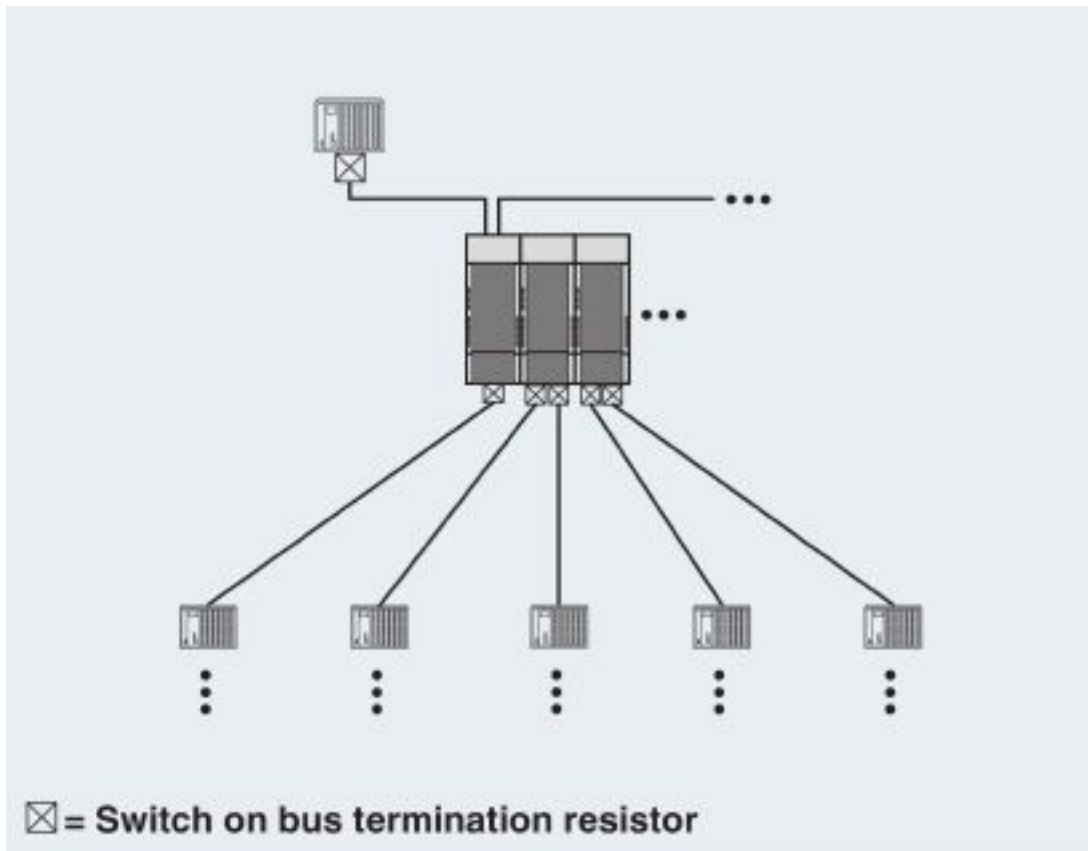 = Switch on bus termination resistor